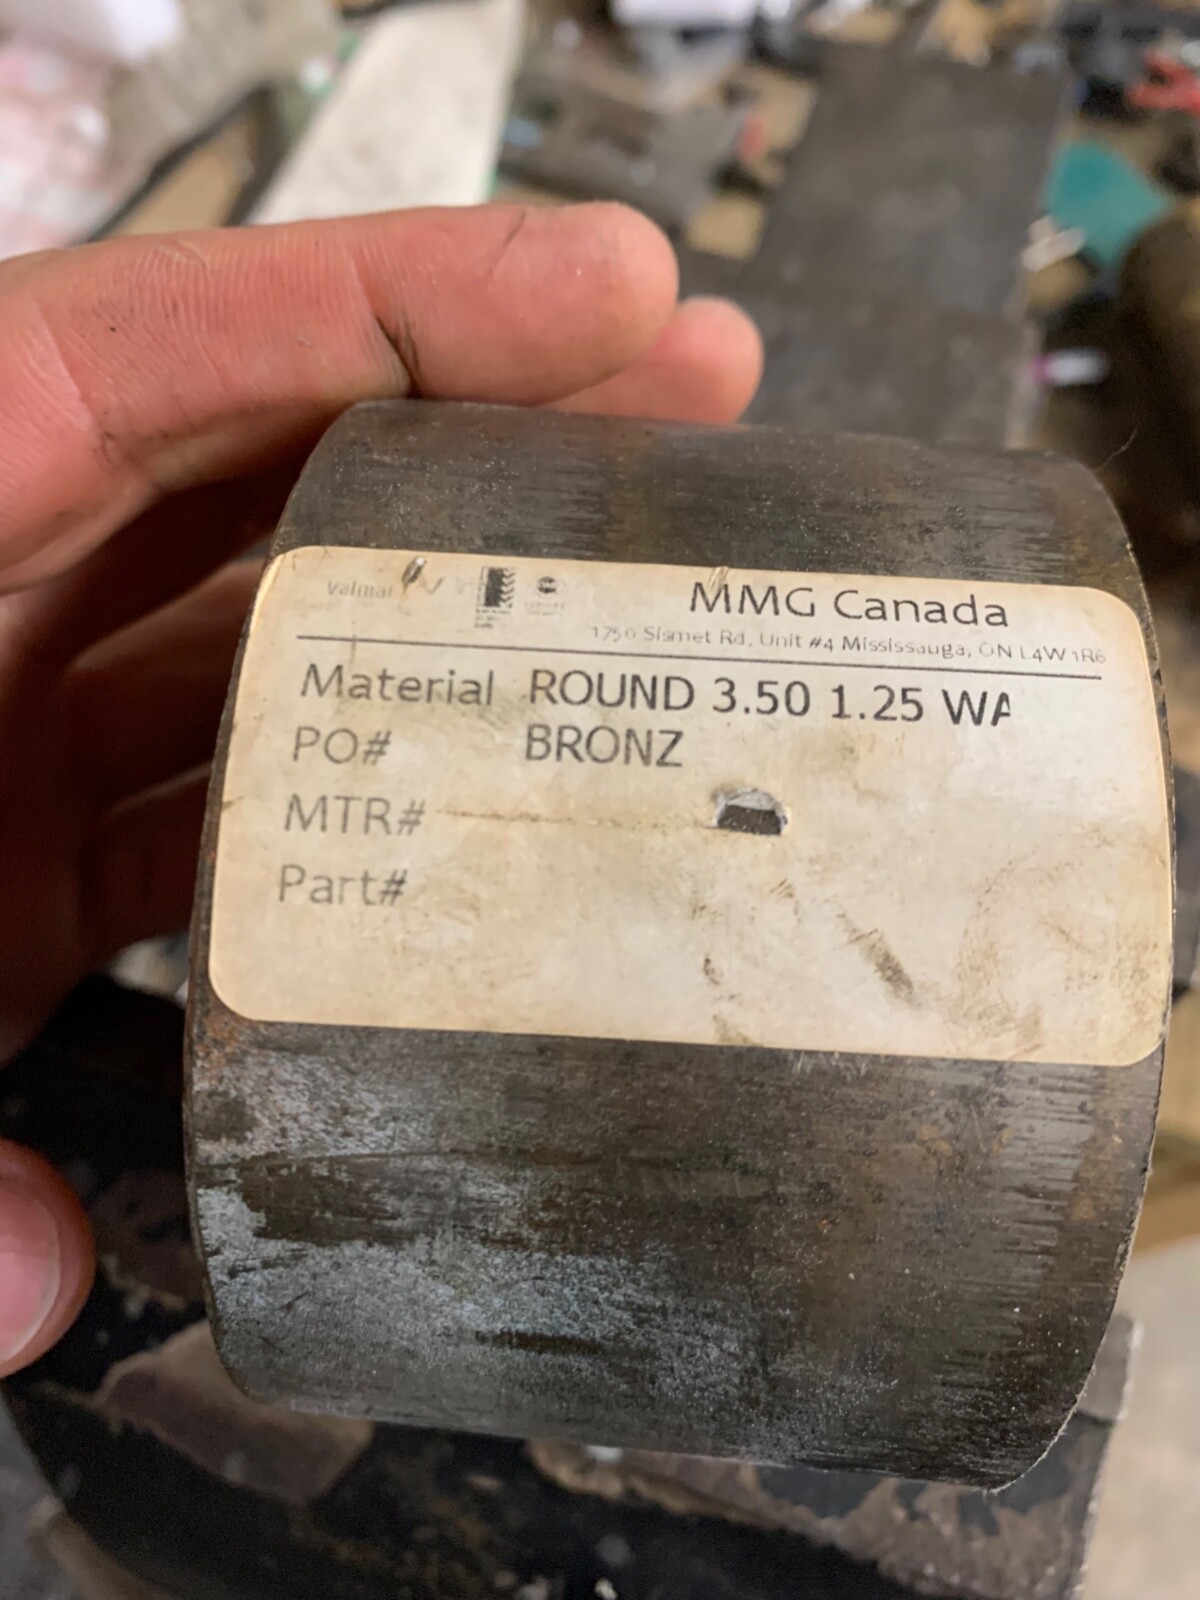 valmar
MMG Canada
1750 Sismet Rd, Unit #4 Mississauga, ON L4W 1R6
Material ROUND 3.50 1.25 WA
PO# BRONZ
MTR#
Part#